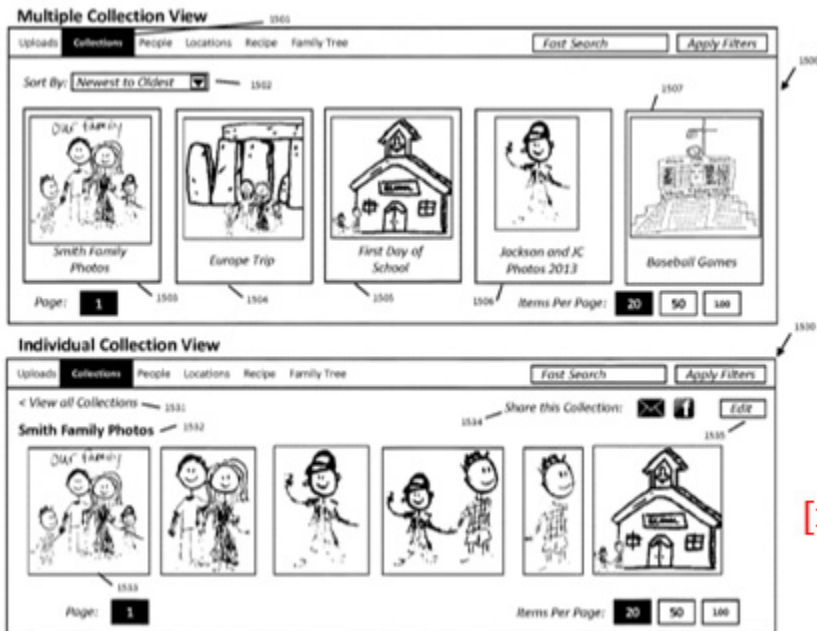 Multiple Collection View
1501
Uploads Collections People Locations Recipe Family Tree Fast Search Apply Filters
1500
Sort By: Newest to Oldest 1502
1507
Our family
Smith Family Photos
Europe Trip
First Day of School
Jackson and JC Photos 2013
Baseball Games
1503 1504 1505 1506
Page: 1 Items Per Page: 20 50 100
Individual Collection View
1530
Uploads Collections People Locations Recipe Family Tree Fast Search Apply Filters
< View all Collections 1531 1534 Share this Collection: f Edit
Smith Family Photos 1532 1535
Our family
1533
Page: 1 Items Per Page: 20 50 100